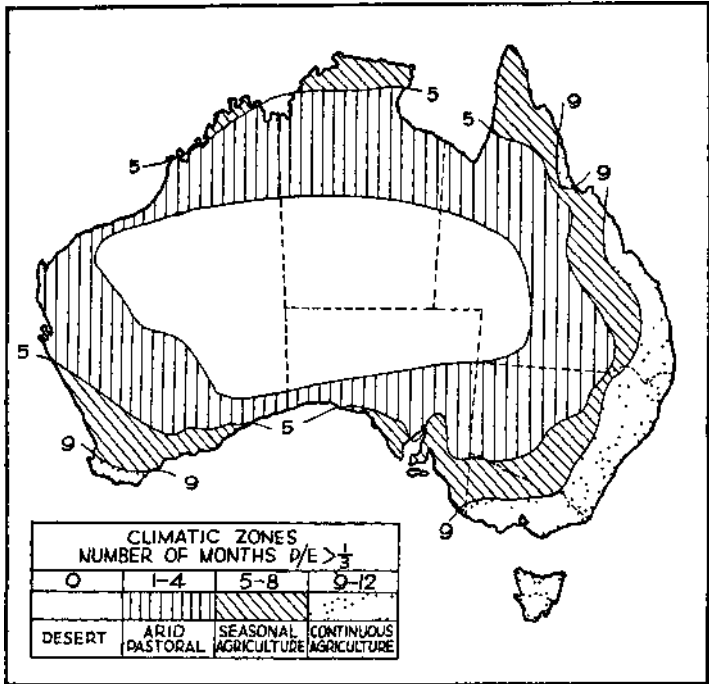 5
5
9
5
9
5
5
9
9
9
CLIMATIC ZONES
NUMBER OF MONTHS P/E > 1/3
0 1-4 5-8 9-12
DESERT ARID PASTORAL SEASONAL AGRICULTURE CONTINUOUS AGRICULTURE